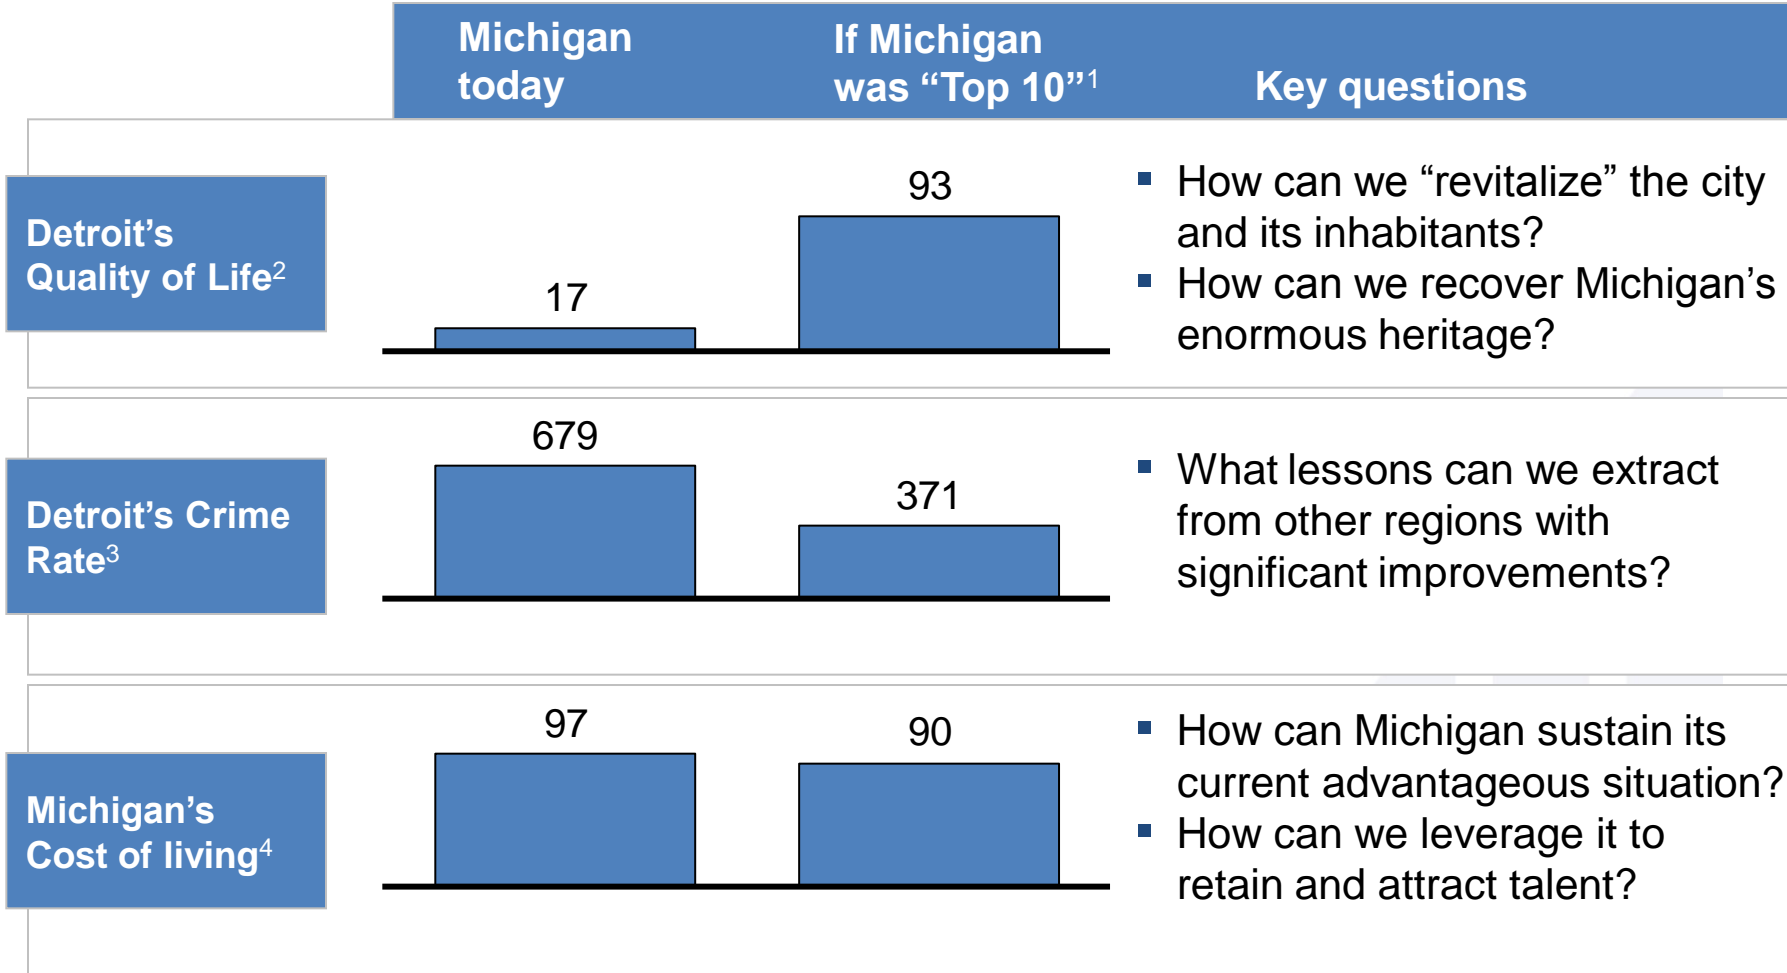 Michigan
today
If Michigan
was “Top 10”1
Key questions
Detroit’s
Quality of Life2
17
93
▪ How can we “revitalize” the city
and its inhabitants?
▪ How can we recover Michigan’s
enormous heritage?
Detroit’s Crime
Rate3
679
371
▪ What lessons can we extract
from other regions with
significant improvements?
Michigan’s
Cost of living4
97
90
▪ How can Michigan sustain its
current advantageous situation?
▪ How can we leverage it to
retain and attract talent?